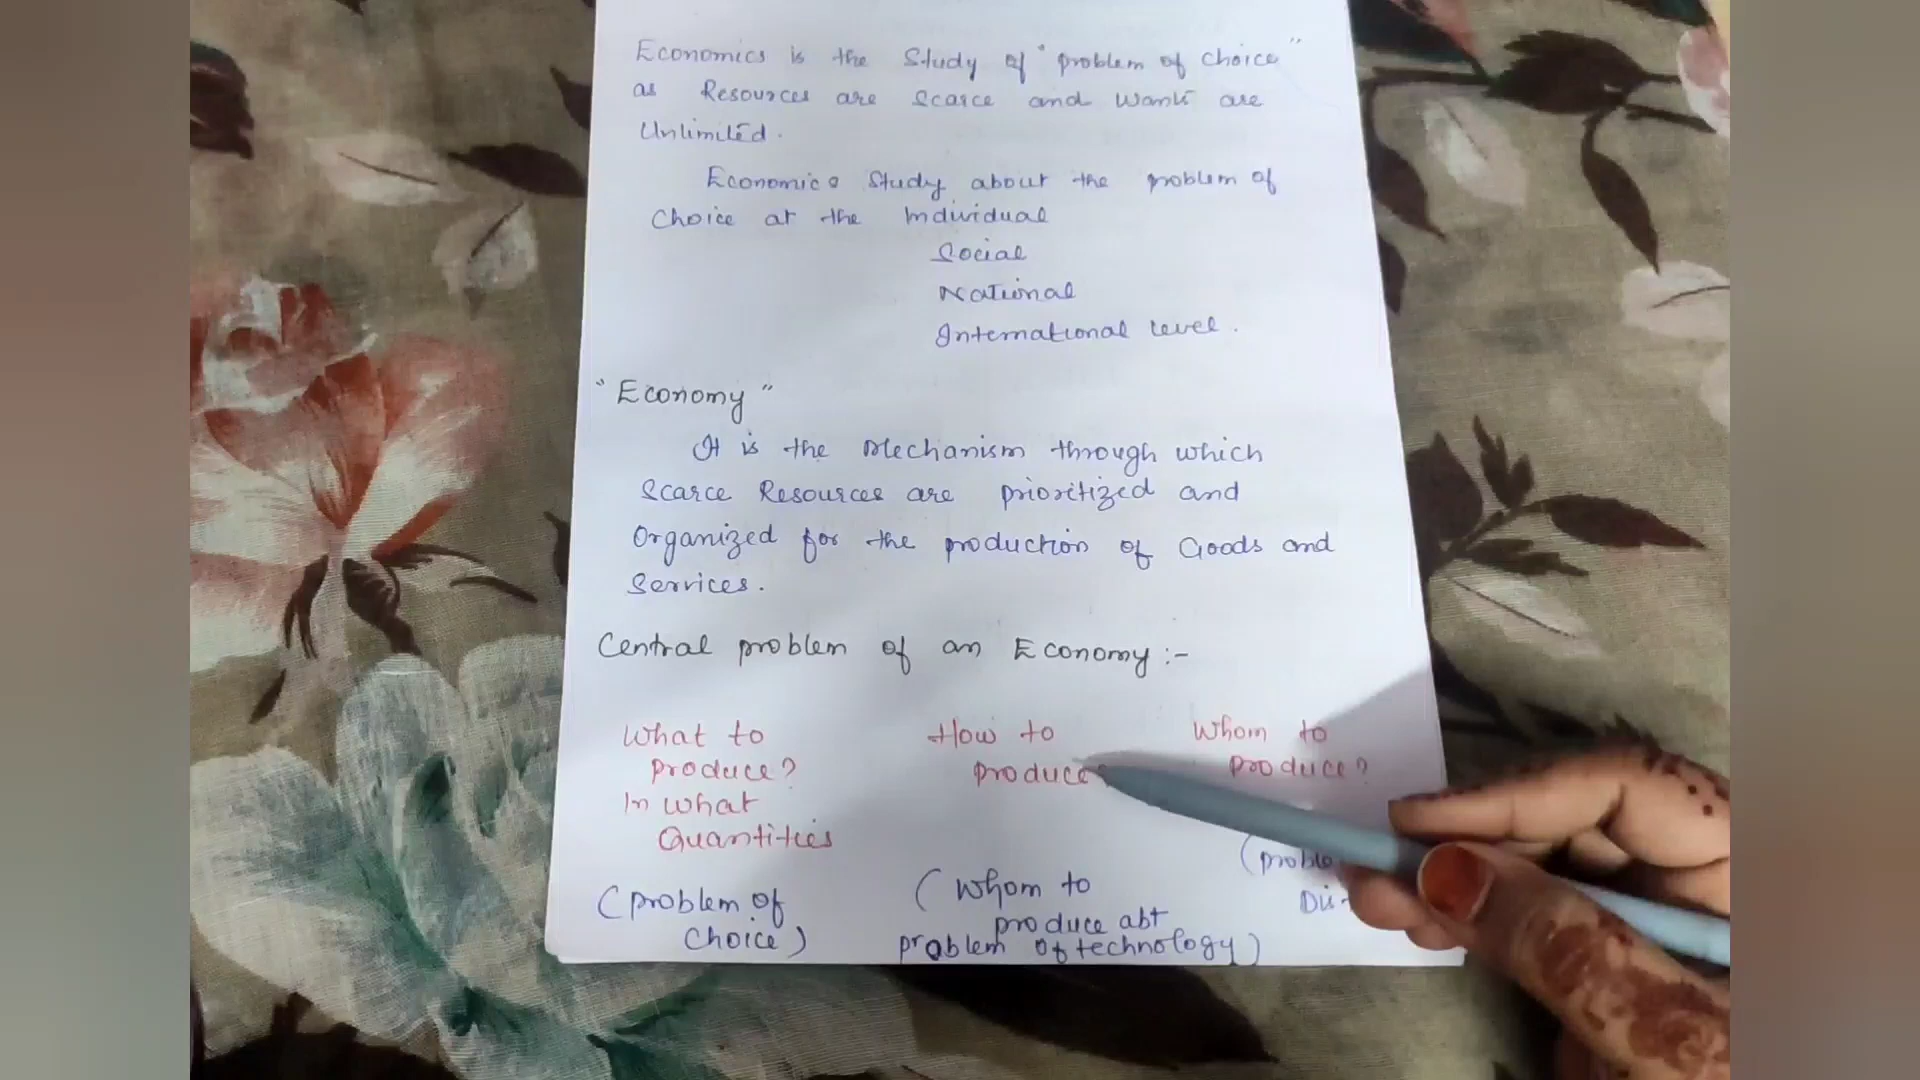 Economics is the Study of "problem of choice"
as Resources are Scarce and Wants are
Unlimited.
Economics Study about the problem of
Choice at the Individual
Social
National
International level.
"Economy"
It is the Mechanism through which
Scarce Resources are prioritized and
Organized for the production of Goods and
Services.
Central problem of an Economy :-
What to
produce?
In what
Quantities
(problem of
Choice)
How to
produce
(Whom to
produce abt
problem of technology)
Whom to
produce?